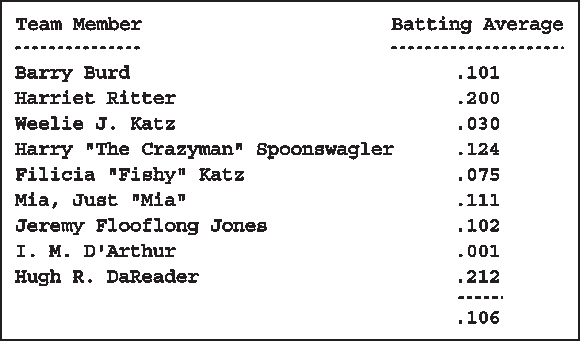 Team Member Batting Average
Barry Burd .101
Harriet Ritter .200
Weelie J. Katz .030
Harry "The Crazyman" Spoonswagler .124
Filicia "Fishy" Katz .075
Mia, Just "Mia" .111
Jeremy Flooflong Jones .102
I. M. D'Arthur .001
Hugh R. DaReader .212
.106